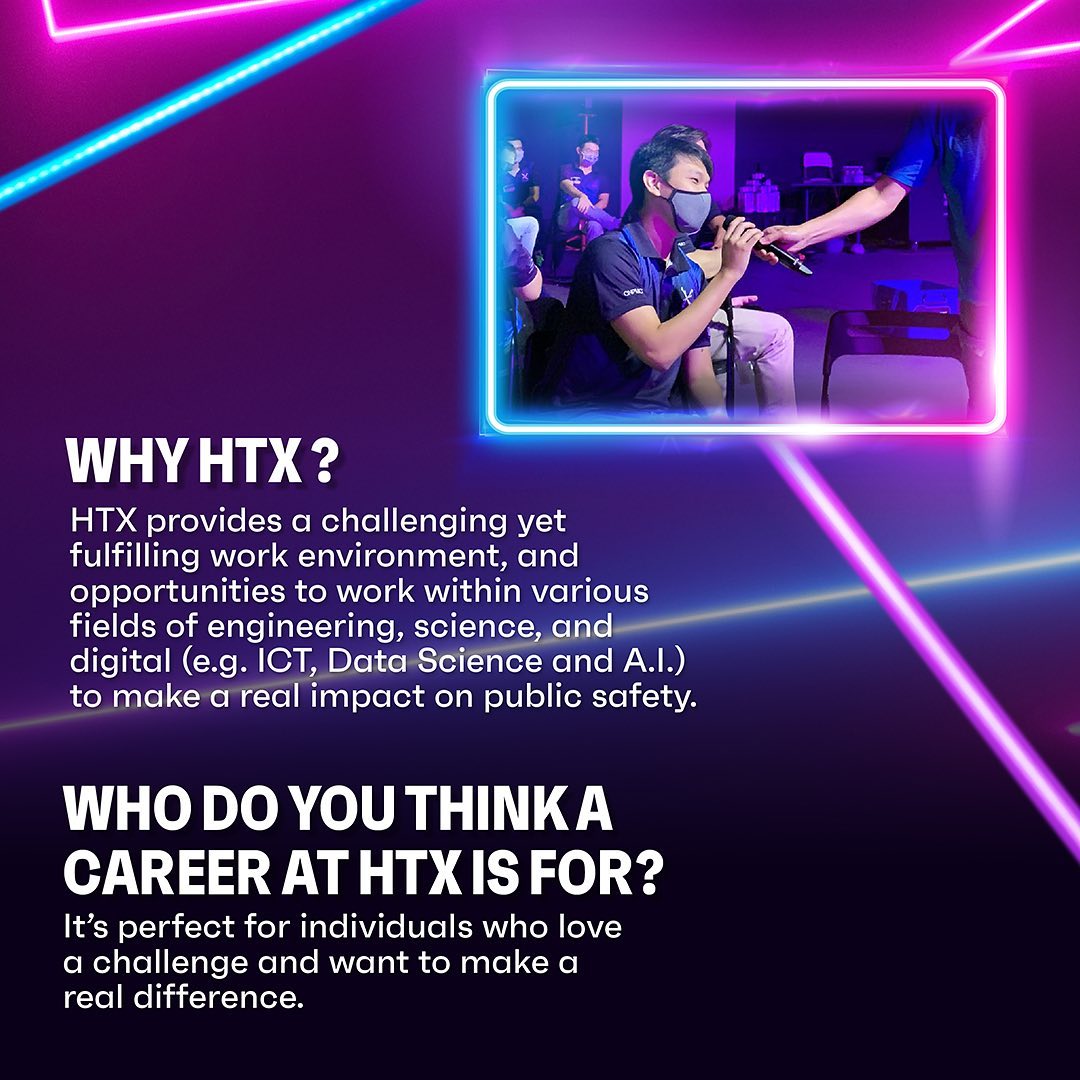 WHY HTX ?
HTX provides a challenging yet
fulfilling work environment, and
opportunities to work within various
fields of engineering, science, and
digital (e.g. ICT, Data Science and A.I.)
to make a real impact on public safety.
WHO DO YOU THINK A
CAREER AT HTX IS FOR?
It's perfect for individuals who love
a challenge and want to make a
real difference.